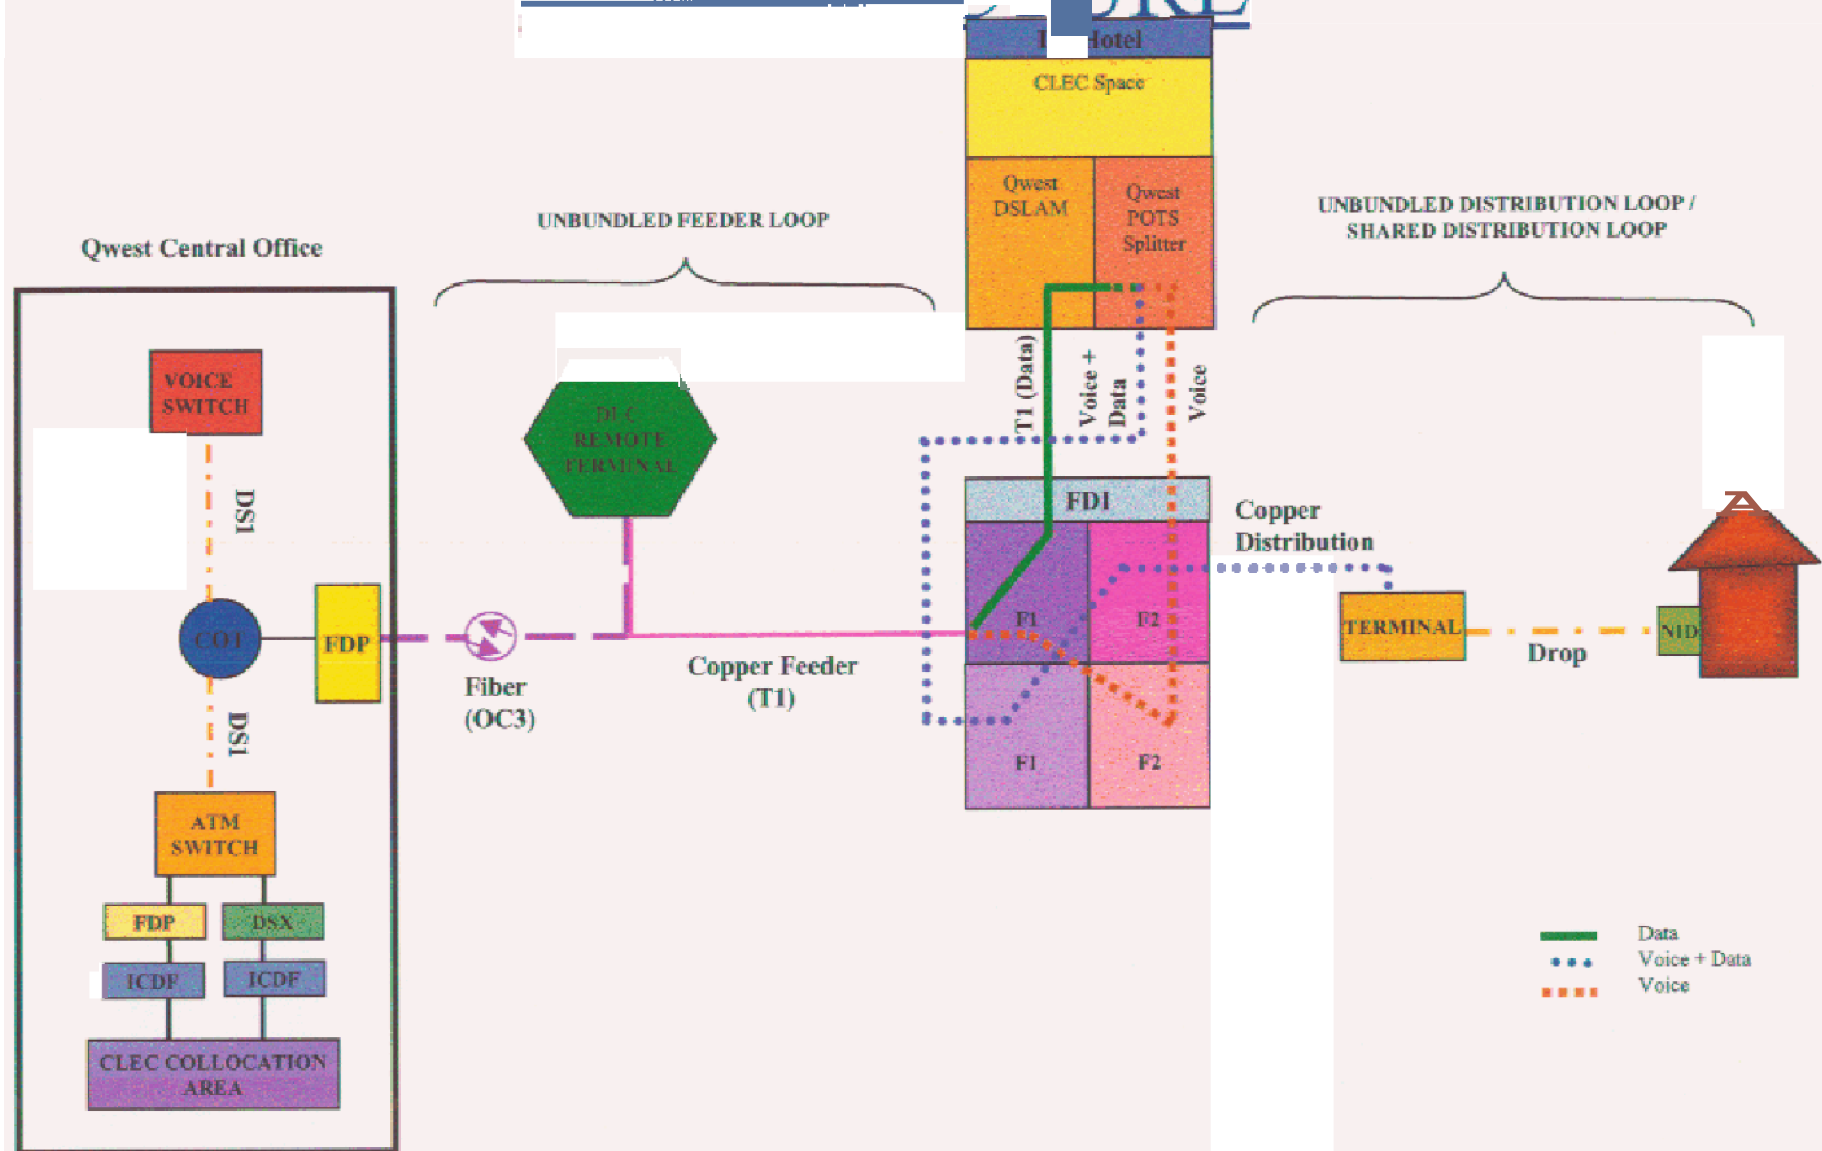 Hotel
CLEC Space
Qwest
DSLAM
Qwest
POTS
Splitter
UNBUNDLED FEEDER LOOP
UNBUNDLED DISTRIBUTION LOOP /
SHARED DISTRIBUTION LOOP
Qwest Central Office
VOICE
SWITCH
DS1
COT
FDP
DS1
ATM
SWITCH
FDP
DSX
ICDF
ICDF
CLEC COLLOCATION
AREA
Fiber
(OC3)
DLC
REMOTE
TERMINAL
Copper Feeder
(T1)
T1 (Data)
Voice +
Data
Voice
FDI
F1
F2
F1
F2
Copper
Distribution
TERMINAL
Drop
NID
Data
Voice + Data
Voice